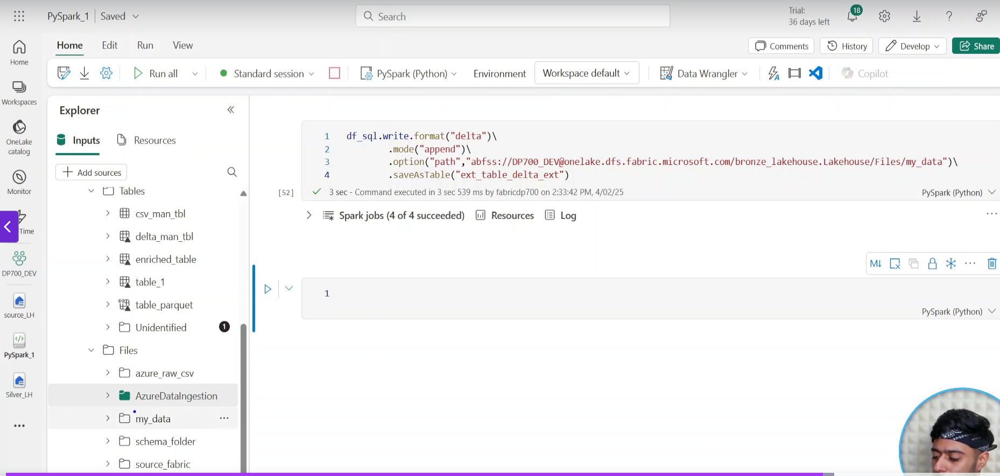 PySpark_1 | Saved
Search
Trial:
36 days left
18
Home
Edit
Run
View
Comments
History
Develop
Share
Run all
Standard session
PySpark (Python)
Environment
Workspace default
Data Wrangler
Copilot
Home
Workspaces
OneLake
catalog
Monitor
Time
DP700_DEV
source_LH
PySpark_1
Silver_LH
Explorer
Inputs
Resources
Add sources
Tables
csv_man_tbl
delta_man_tbl
enriched_table
table_1
table_parquet
Unidentified
1
Files
azure_raw_csv
AzureDataIngestion
my_data
schema_folder
source_fabric
1 df_sql.write.format("delta")\
2 .mode("append")\
3 .option("path","abfss://DP700_DEV@onelake.dfs.fabric.microsoft.com/bronze_lakehouse.Lakehouse/Files/my_data")\
4 .saveAsTable("ext_table_delta_ext")
[52]
3 sec - Command executed in 3 sec 539 ms by fabricdp700 on 2:33:42 PM, 4/02/25
PySpark (Python)
Spark jobs (4 of 4 succeeded)
Resources
Log
M↓
1
PySpark (Python)